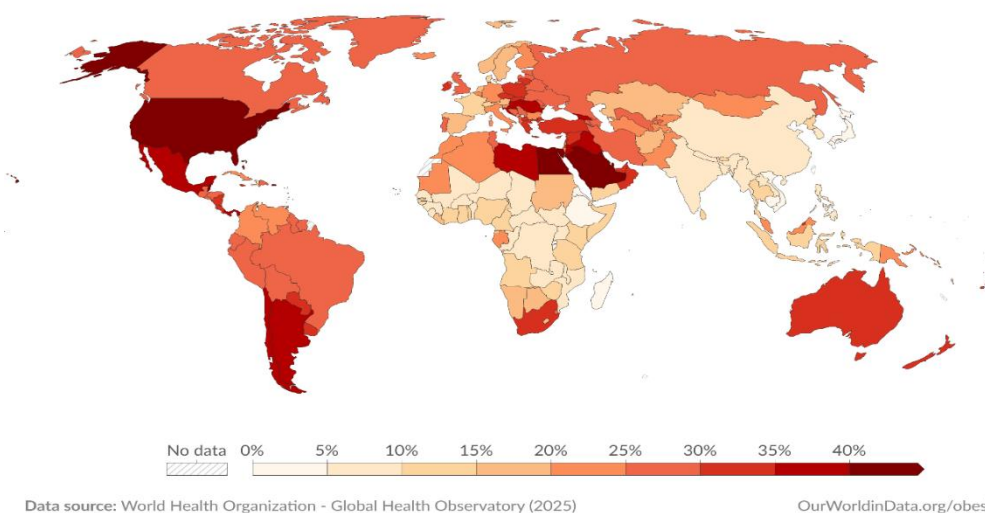 No data 0% 5% 10% 15% 20% 25% 30% 35% 40%
Data source: World Health Organization - Global Health Observatory (2025) OurWorldinData.org/obes